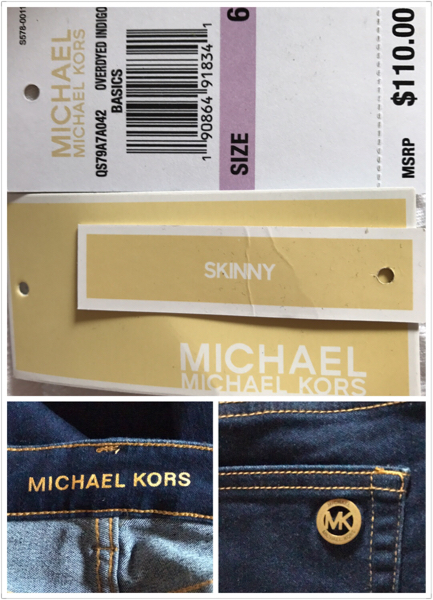 S578-001
MICHAEL
MICHAEL KORS
QS79A7A042 OVERDYED INDIGO
BASICS
1 90864 91834 1
SIZE 6
MSRP $110.00
SKINNY
MICHAEL
MICHAEL KORS
MICHAEL KORS
MK